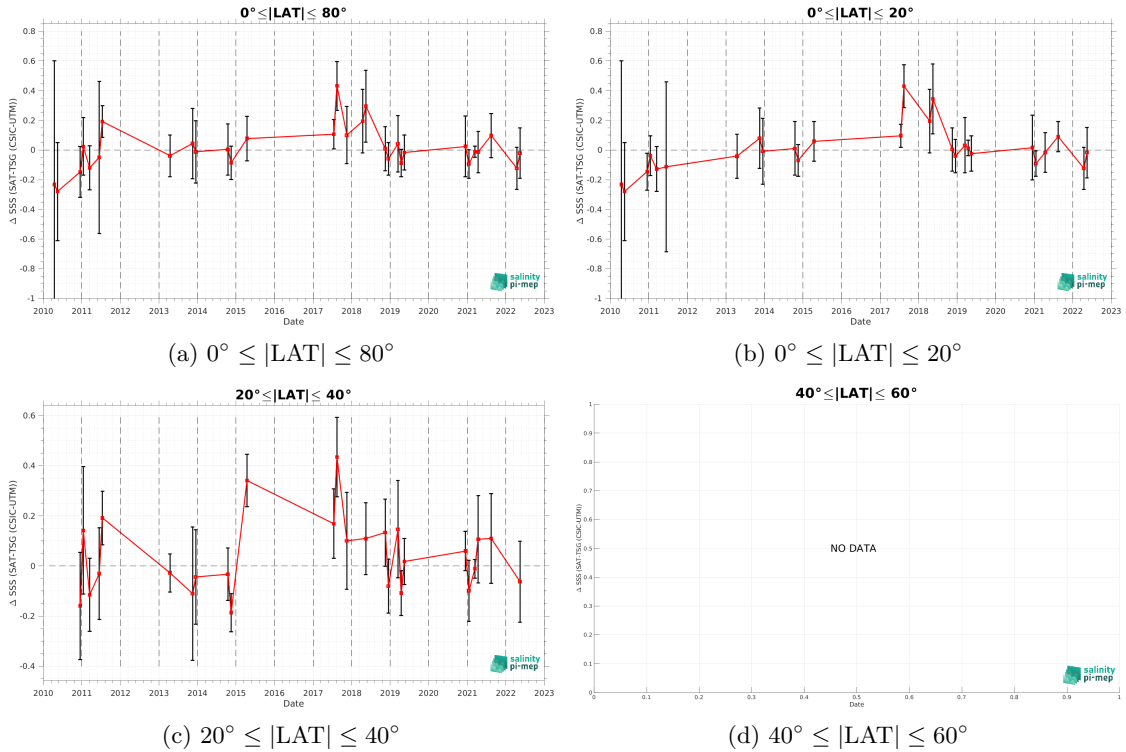 0°≤|LAT|≤ 80°
0.8
0.6
0.4
0.2
0
-0.2
-0.4
-0.6
-0.8
-1
Δ SSS (SAT-TSG (CSIC-UTM))
2010 2011 2012 2013 2014 2015 2016 2017 2018 2019 2020 2021 2022 2023
Date
salinity
pi-mep
(a) 0° ≤ |LAT| ≤ 80°
0°≤|LAT|≤ 20°
0.8
0.6
0.4
0.2
0
-0.2
-0.4
-0.6
-0.8
-1
Δ SSS (SAT-TSG (CSIC-UTM))
2010 2011 2012 2013 2014 2015 2016 2017 2018 2019 2020 2021 2022 2023
Date
salinity
pi-mep
(b) 0° ≤ |LAT| ≤ 20°
20°≤|LAT|≤ 40°
0.6
0.4
0.2
0
-0.2
-0.4
Δ SSS (SAT-TSG (CSIC-UTM))
2010 2011 2012 2013 2014 2015 2016 2017 2018 2019 2020 2021 2022 2023
Date
salinity
pi-mep
(c) 20° ≤ |LAT| ≤ 40°
40°≤|LAT|≤ 60°
1
0.9
0.8
0.7
0.6
0.5
0.4
0.3
0.2
0.1
0
Δ SSS (SAT-TSG (CSIC-UTM))
NO DATA
0 0.1 0.2 0.3 0.4 0.5 0.6 0.7 0.8 0.9 1
Date
salinity
pi-mep
(d) 40° ≤ |LAT| ≤ 60°